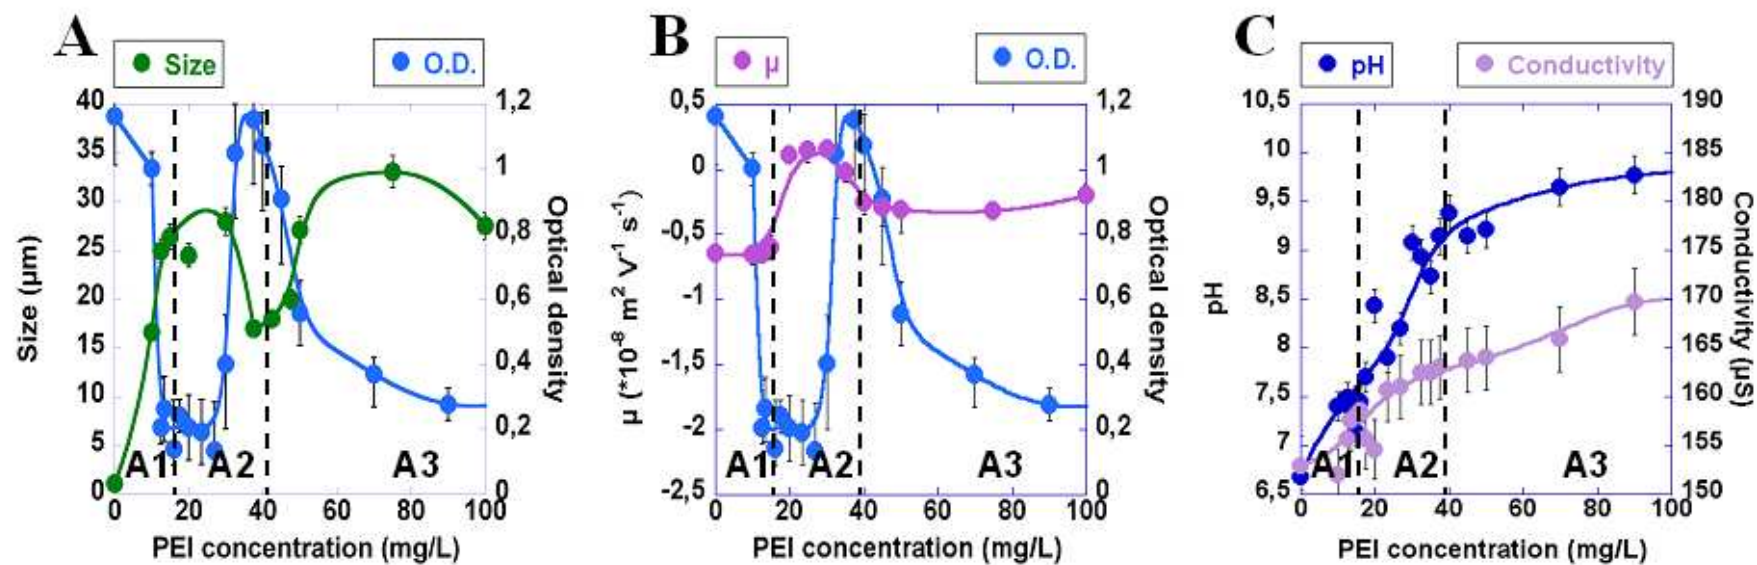 A
Size
O.D.
40
35
30
25
20
15
10
5
0
1,2
1
0,8
0,6
0,4
0,2
0
Size (µm)
Optical density
A1
A2
A3
0 20 40 60 80 100
PEI concentration (mg/L)
B
µ
O.D.
0,5
0
-0,5
-1
-1,5
-2
-2,5
1,2
1
0,8
0,6
0,4
0,2
0
µ (*10⁻⁸ m² V⁻¹ s⁻¹)
Optical density
A1
A2
A3
0 20 40 60 80 100
PEI concentration (mg/L)
C
pH
Conductivity
10,5
10
9,5
9
8,5
8
7,5
7
6,5
190
185
180
175
170
165
160
155
150
pH
Conductivity (µS)
A1
A2
A3
0 20 40 60 80 100
PEI concentration (mg/L)